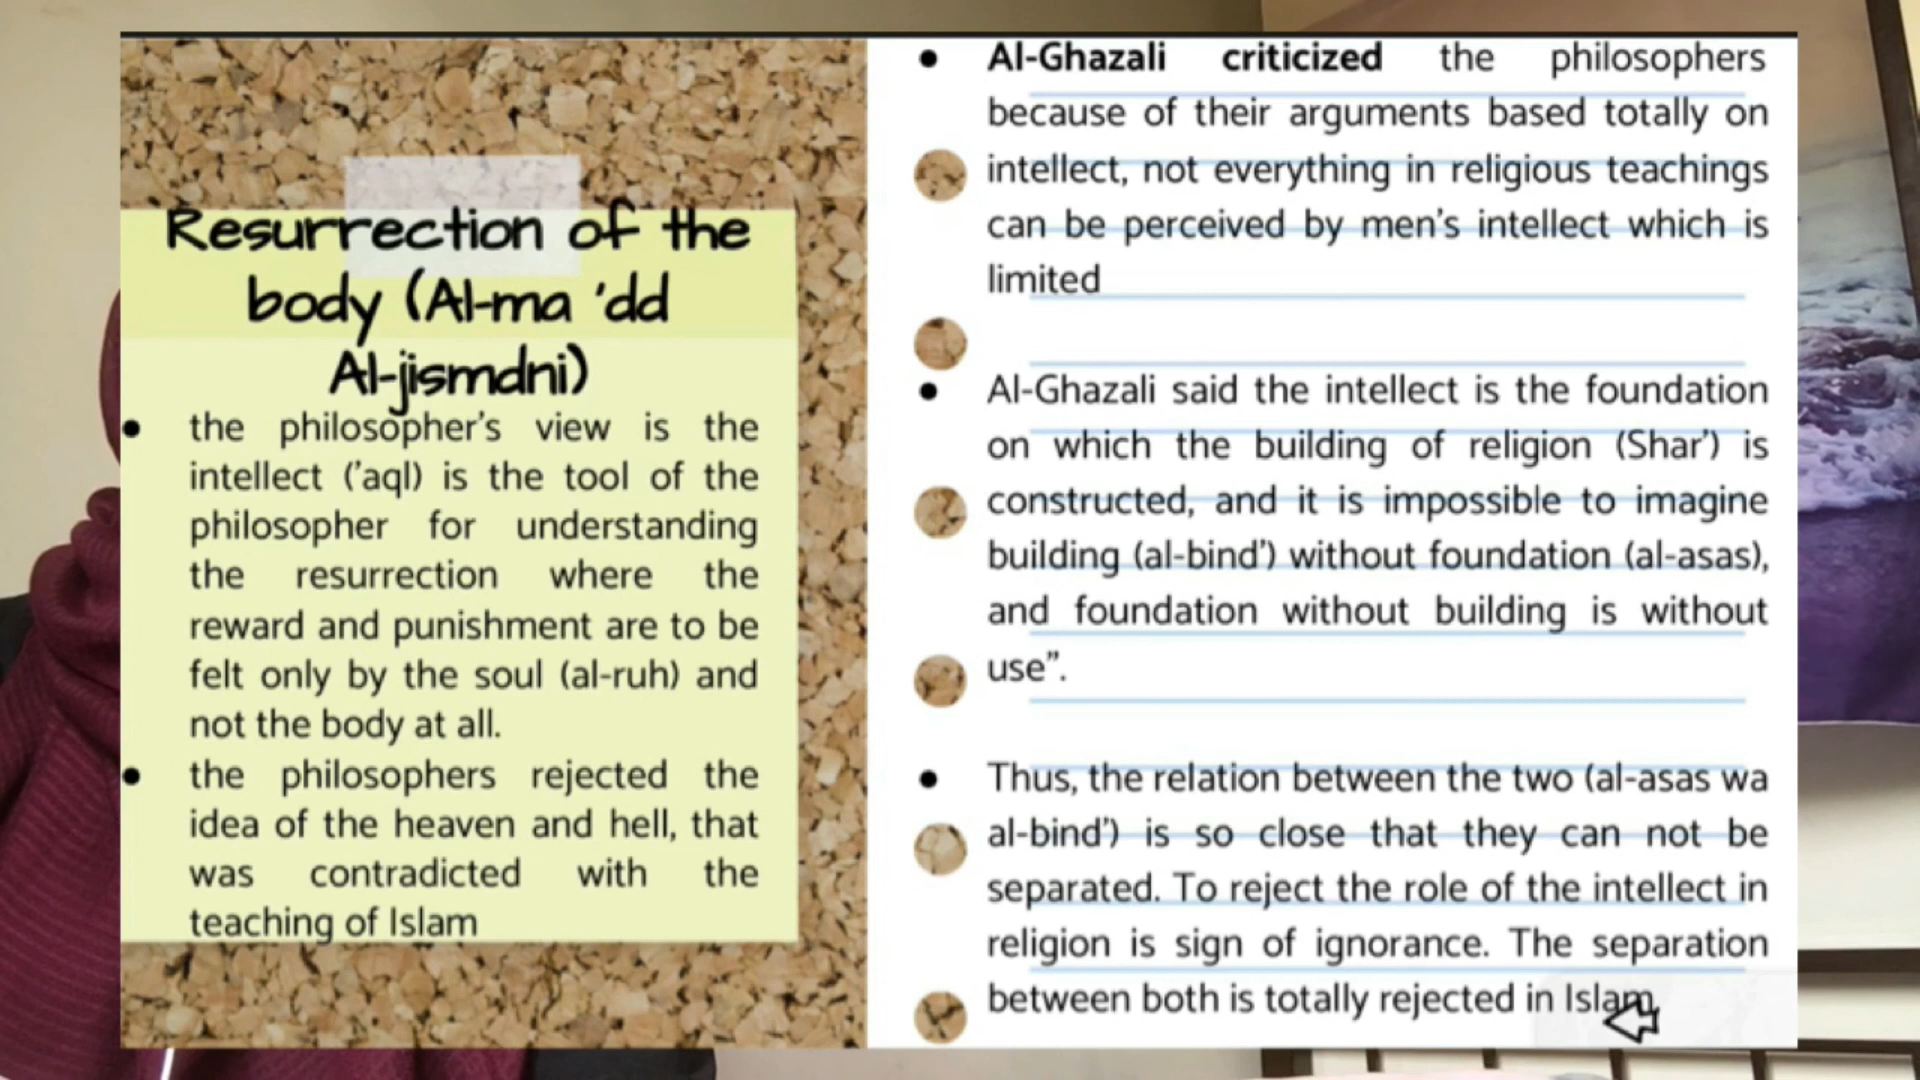 Resurrection of the
body (Al-ma 'dd
Al-jismdni)
• the philosopher's view is the
intellect ('aql) is the tool of the
philosopher for understanding
the resurrection where the
reward and punishment are to be
felt only by the soul (al-ruh) and
not the body at all.
• the philosophers rejected the
idea of the heaven and hell, that
was contradicted with the
teaching of Islam
• Al-Ghazali criticized the philosophers
because of their arguments based totally on
intellect, not everything in religious teachings
can be perceived by men's intellect which is
limited
• Al-Ghazali said the intellect is the foundation
on which the building of religion (Shar') is
constructed, and it is impossible to imagine
building (al-bind') without foundation (al-asas),
and foundation without building is without
use".
• Thus, the relation between the two (al-asas wa
al-bind') is so close that they can not be
separated. To reject the role of the intellect in
religion is sign of ignorance. The separation
between both is totally rejected in Islam.